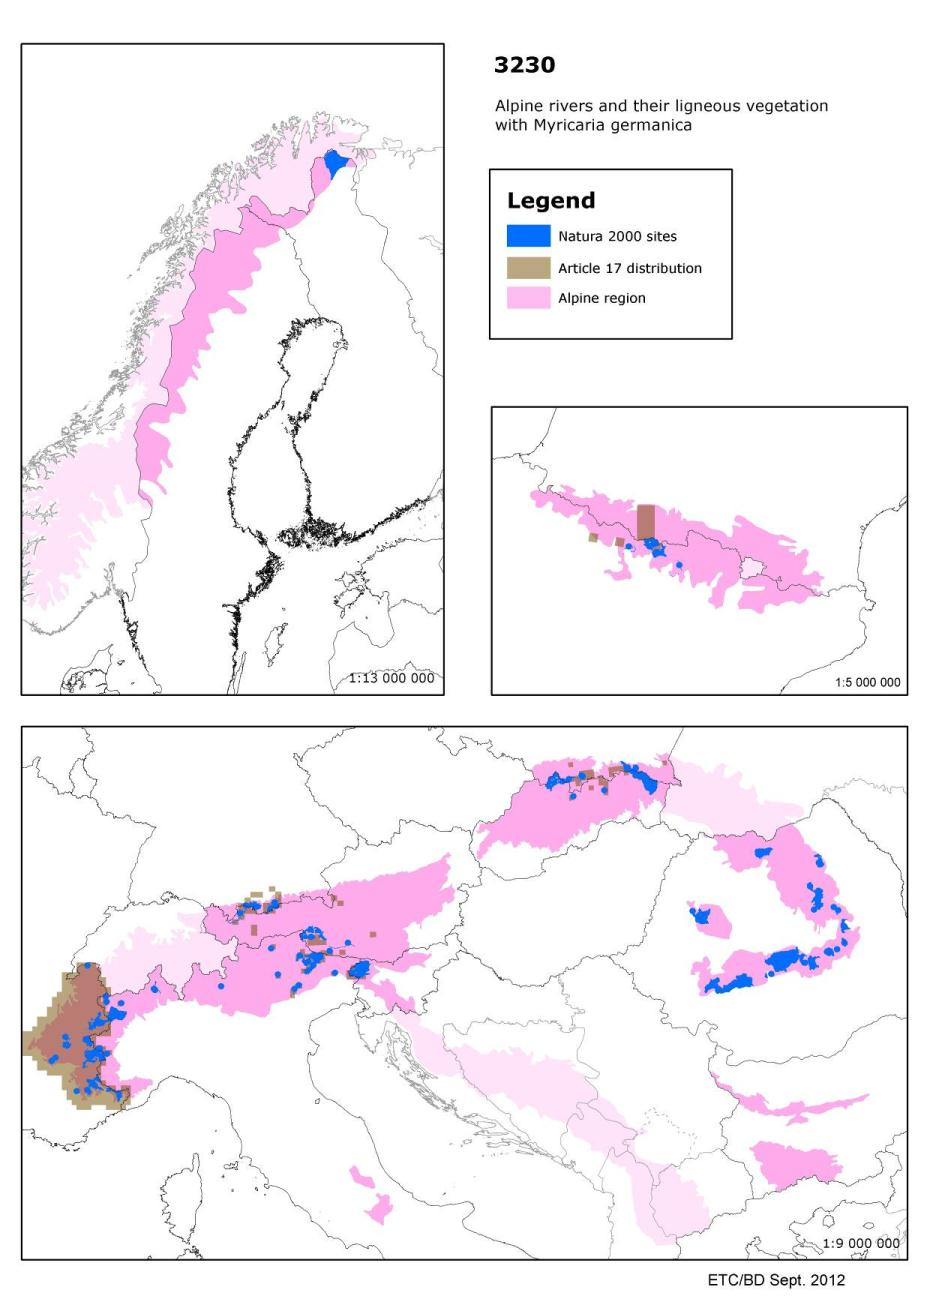 3230
Alpine rivers and their ligneous vegetation
with Myricaria germanica
Legend
Natura 2000 sites
Article 17 distribution
Alpine region
1:13 000 000
1:5 000 000
1:9 000 000
ETC/BD Sept. 2012